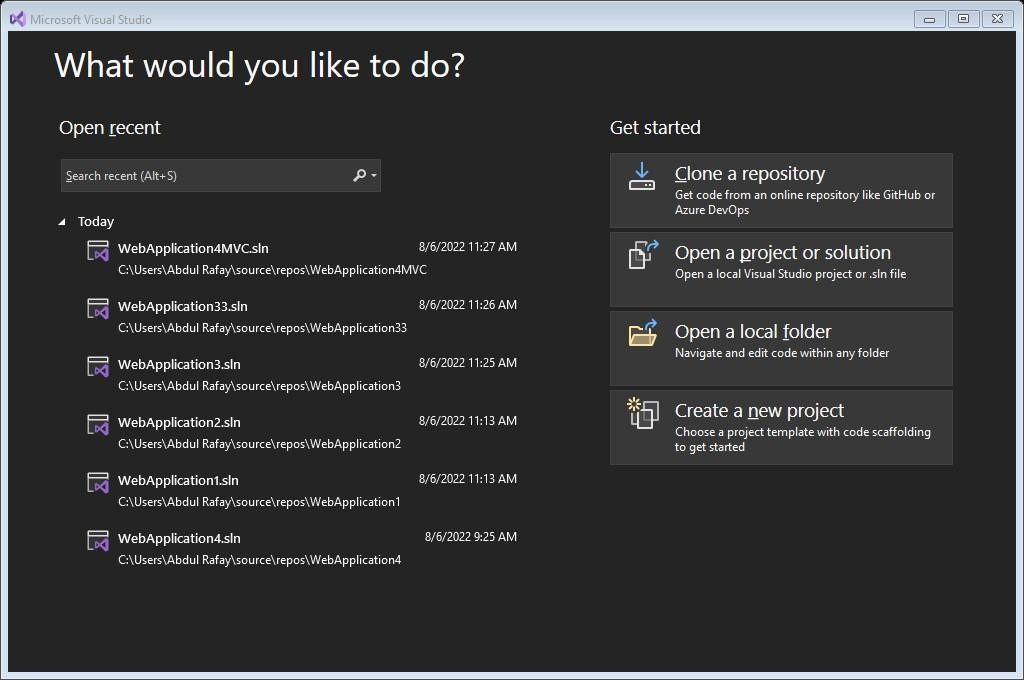 Microsoft Visual Studio
What would you like to do?
Open recent
Search recent (Alt+S)
Today
WebApplication4MVC.sln 8/6/2022 11:27 AM
C:\Users\Abdul Rafay\source\repos\WebApplication4MVC
WebApplication33.sln 8/6/2022 11:26 AM
C:\Users\Abdul Rafay\source\repos\WebApplication33
WebApplication3.sln 8/6/2022 11:25 AM
C:\Users\Abdul Rafay\source\repos\WebApplication3
WebApplication2.sln 8/6/2022 11:13 AM
C:\Users\Abdul Rafay\source\repos\WebApplication2
WebApplication1.sln 8/6/2022 11:13 AM
C:\Users\Abdul Rafay\source\repos\WebApplication1
WebApplication4.sln 8/6/2022 9:25 AM
C:\Users\Abdul Rafay\source\repos\WebApplication4
Get started
Clone a repository
Get code from an online repository like GitHub or
Azure DevOps
Open a project or solution
Open a local Visual Studio project or .sln file
Open a local folder
Navigate and edit code within any folder
Create a new project
Choose a project template with code scaffolding
to get started